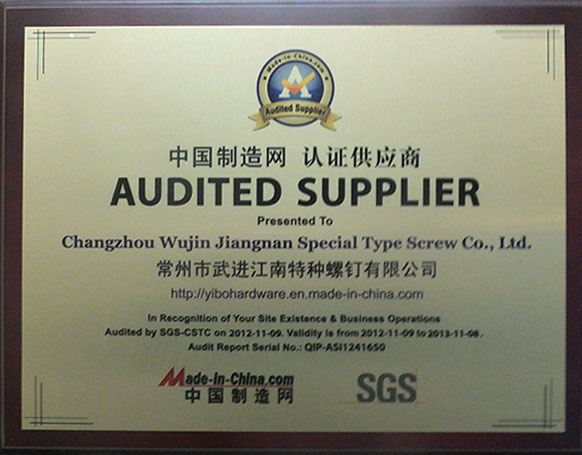 Made-in-China.com
Audited Supplier
中国制造网 认证供应商
AUDITED SUPPLIER
Presented To
Changzhou Wujin Jiangnan Special Type Screw Co., Ltd.
常州市武进江南特种螺钉有限公司
http://yibohardware.en.made-in-china.com
In Recognition of Your Site Existence & Business Operations
Audited by SGS-CSTC on 2012-11-09. Validity is from 2012-11-09 to 2013-11-08.
Audit Report Serial No.: QIP-ASI1241650
Made-in-China.com SGS
中国制造网